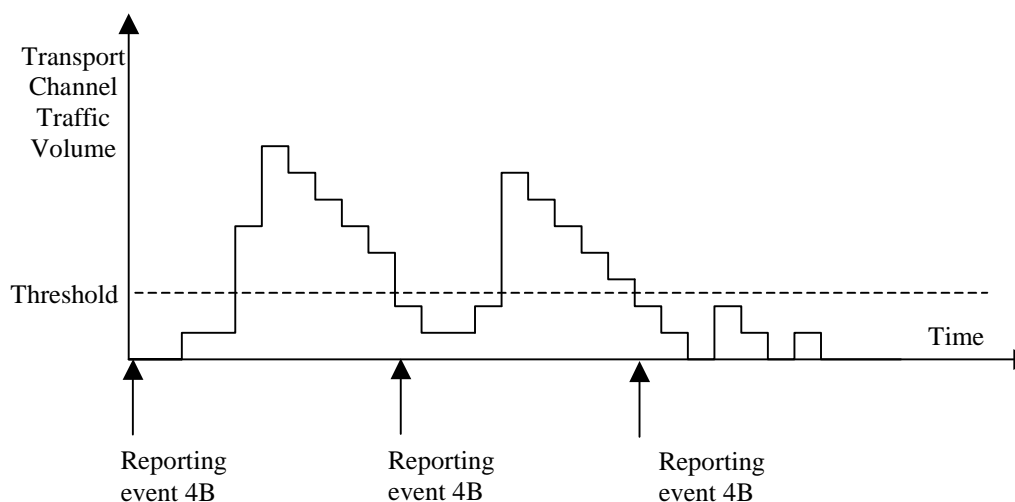 Transport
Channel
Traffic
Volume
Threshold
Time
Reporting
event 4B
Reporting
event 4B
Reporting
event 4B